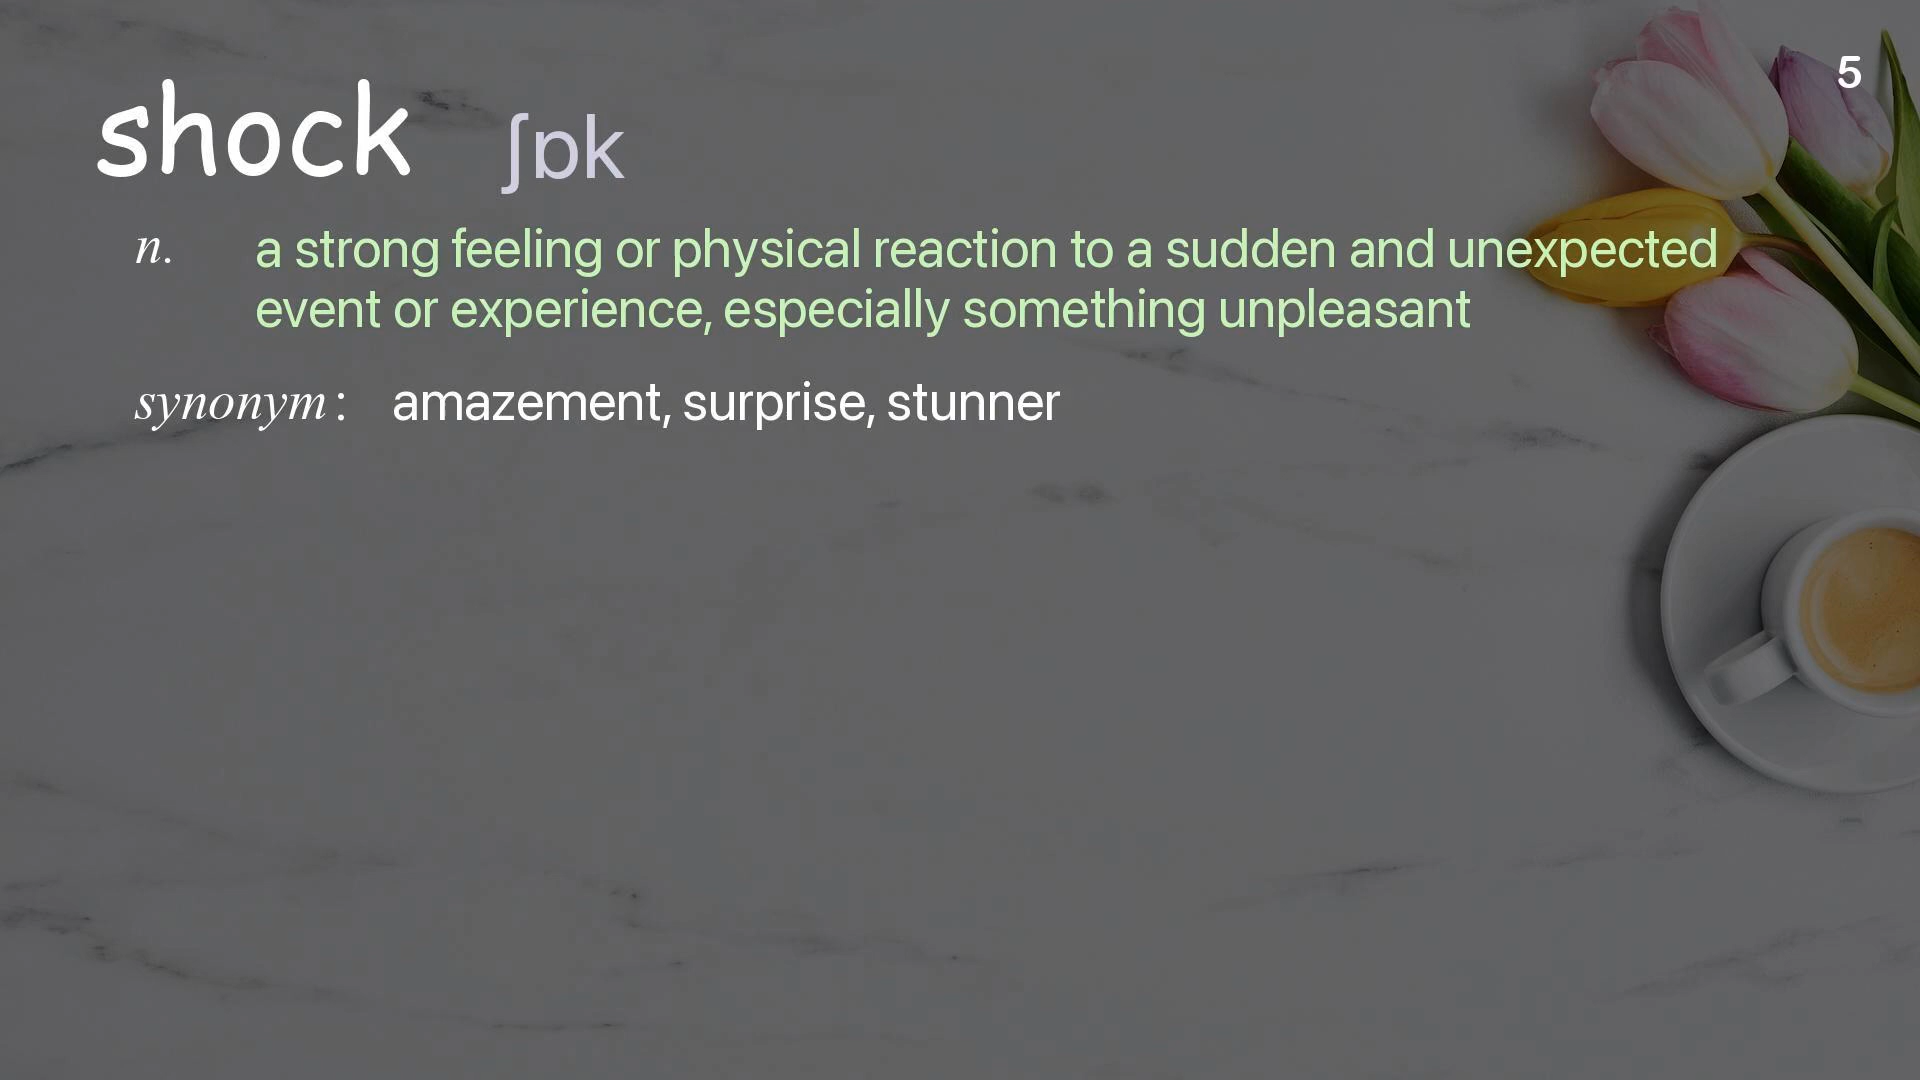 5
shock ʃɒk
n. a strong feeling or physical reaction to a sudden and unexpected
event or experience, especially something unpleasant
synonym : amazement, surprise, stunner